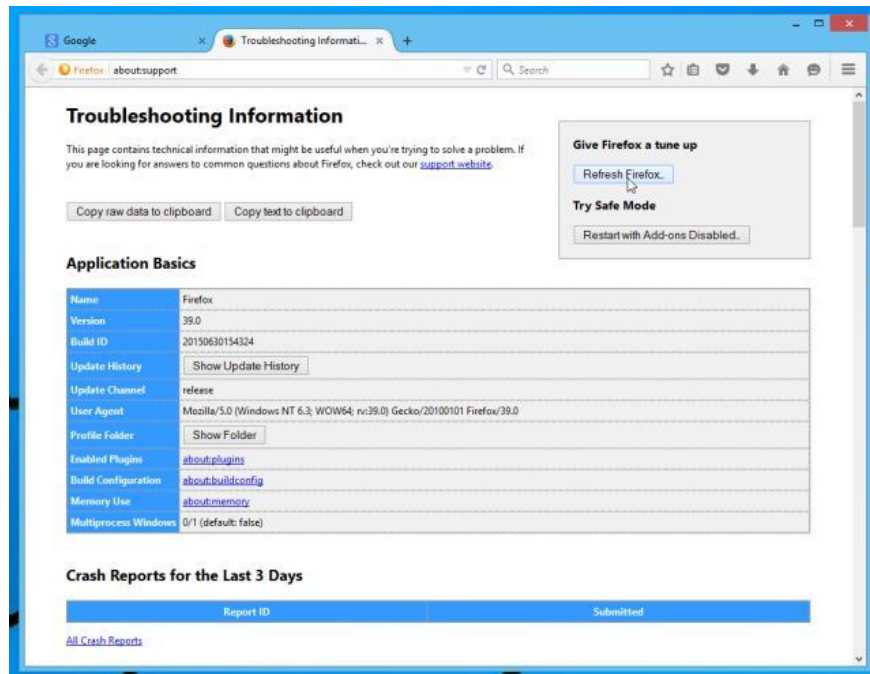 Google
Troubleshooting Informati...
Firefox about:support
Search
Troubleshooting Information
This page contains technical information that might be useful when you're trying to solve a problem. If
you are looking for answers to common questions about Firefox, check out our support website.
Give Firefox a tune up
Refresh Firefox...
Try Safe Mode
Restart with Add-ons Disabled...
Copy raw data to clipboard Copy text to clipboard
Application Basics
Name Firefox
Version 39.0
Build ID 20150630154324
Update History Show Update History
Update Channel release
User Agent Mozilla/5.0 (Windows NT 6.3; WOW64; rv:39.0) Gecko/20100101 Firefox/39.0
Profile Folder Show Folder
Enabled Plugins about:plugins
Build Configuration about:buildconfig
Memory Use about:memory
Multiprocess Windows 0/1 (default: false)
Crash Reports for the Last 3 Days
Report ID Submitted
All Crash Reports